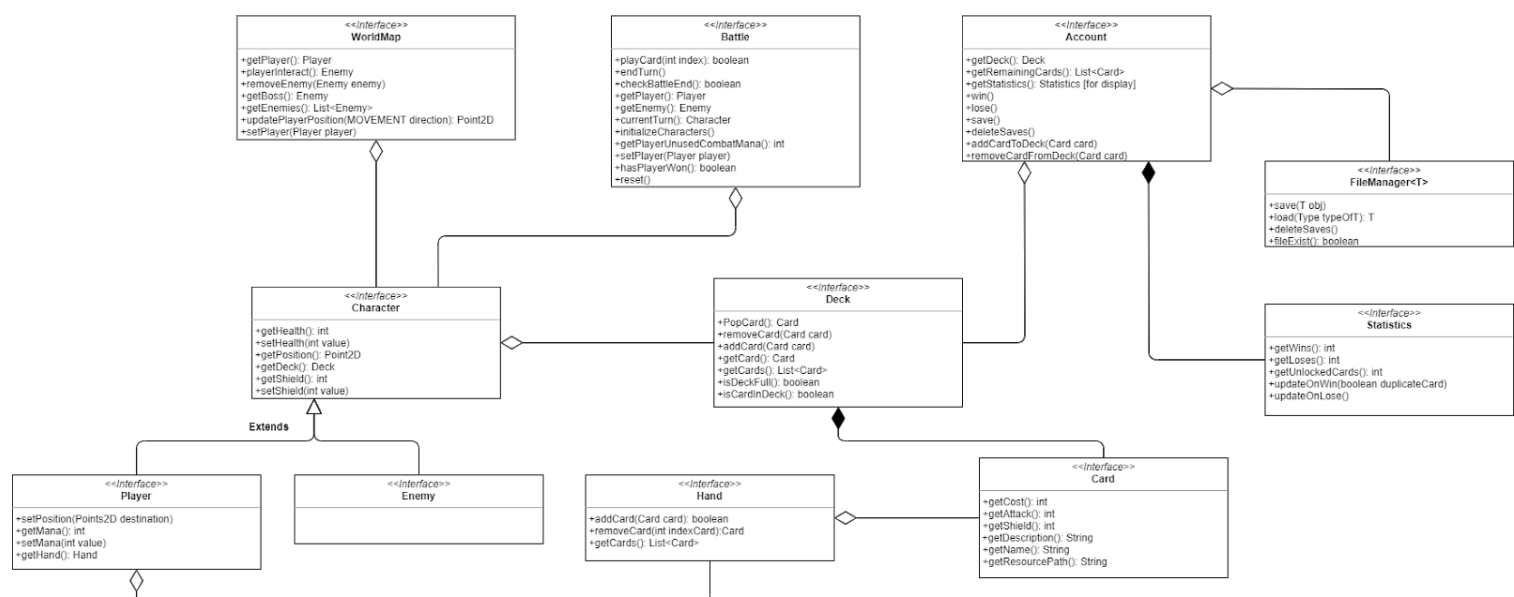 <<Interface>>
WorldMap
+getPlayer(): Player
+playerInteract(): Enemy
+removeEnemy(Enemy enemy)
+getBoss(): Enemy
+getEnemies(): List<Enemy>
+updatePlayerPosition(MOVEMENT direction): Point2D
+setPlayer(Player player)
<<Interface>>
Battle
+playCard(int index): boolean
+endTurn()
+checkBattleEnd(): boolean
+getPlayer(): Player
+getEnemy(): Enemy
+currentTurn(): Character
+initializeCharacters()
+getPlayerUnusedCombatMana(): int
+setPlayer(Player player)
+hasPlayerWon(): boolean
+reset()
<<Interface>>
Account
+getDeck(): Deck
+getRemainingCards(): List<Card>
+getStatistics(): Statistics [for display]
+win()
+lose()
+save()
+deleteSaves()
+addCardToDeck(Card card)
+removeCardFromDeck(Card card)
<<Interface>>
FileManager<T>
+save(T obj)
+load(Type typeOfT): T
+deleteSaves()
+fileExist(): boolean
<<Interface>>
Character
+getHealth(): int
+setHealth(int value)
+getPosition(): Point2D
+getDeck(): Deck
+getShield(): int
+setShield(int value)
<<Interface>>
Deck
+PopCard(): Card
+removeCard(Card card)
+addCard(Card card)
+getCard(): Card
+getCards(): List<Card>
+isDeckFull(): boolean
+isCardInDeck(): boolean
<<Interface>>
Statistics
+getWins(): int
+getLoses(): int
+getUnlockedCards(): int
+updateOnWin(boolean duplicateCard)
+updateOnLose()
Extends
<<Interface>>
Player
+setPosition(Points2D destination)
+getMana(): int
+setMana(int value)
+getHand(): Hand
<<Interface>>
Enemy
<<Interface>>
Hand
+addCard(Card card): boolean
+removeCard(int indexCard):Card
+getCards(): List<Card>
<<Interface>>
Card
+getCost(): int
+getAttack(): int
+getShield(): int
+getDescription(): String
+getName(): String
+getResourcePath(): String